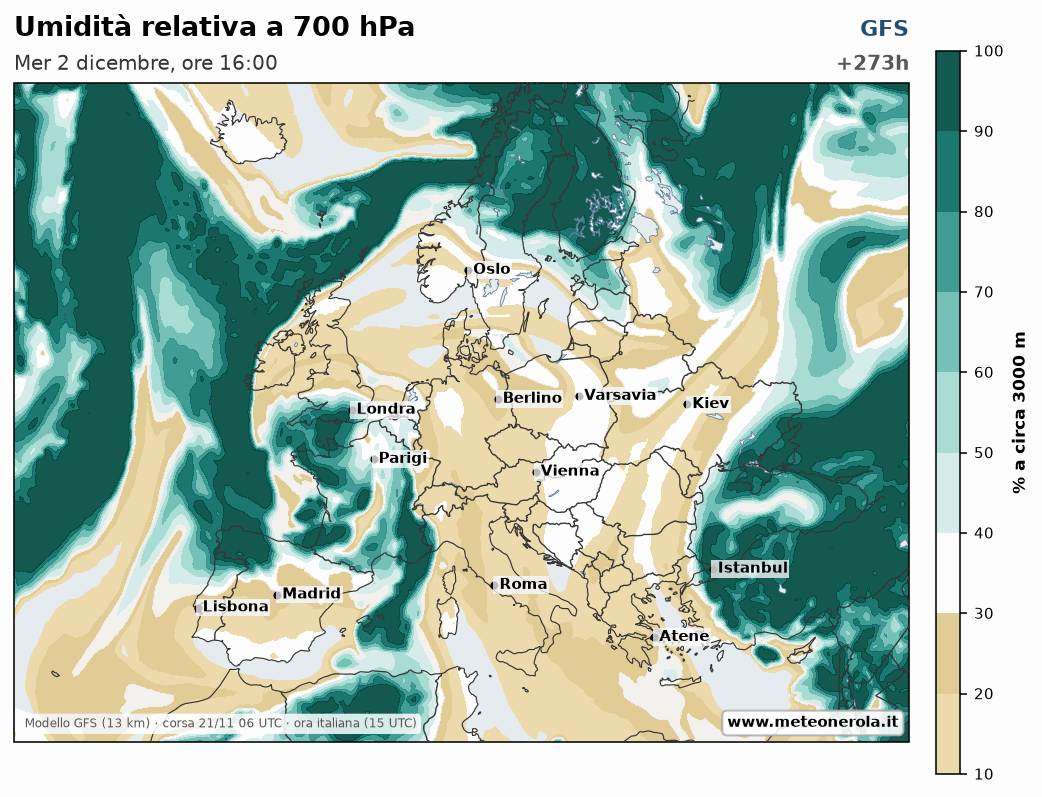 Umidità relativa a 700 hPa
GFS
Mer 2 dicembre, ore 16:00
+273h
100
90
80
70
60
50
40
30
20
10
% a circa 3000 m
Oslo
Berlino
Varsavia
Kiev
Londra
Parigi
Vienna
Istanbul
Roma
Madrid
Lisbona
Atene
Modello GFS (13 km) · corsa 21/11 06 UTC · ora italiana (15 UTC)
www.meteonerola.it